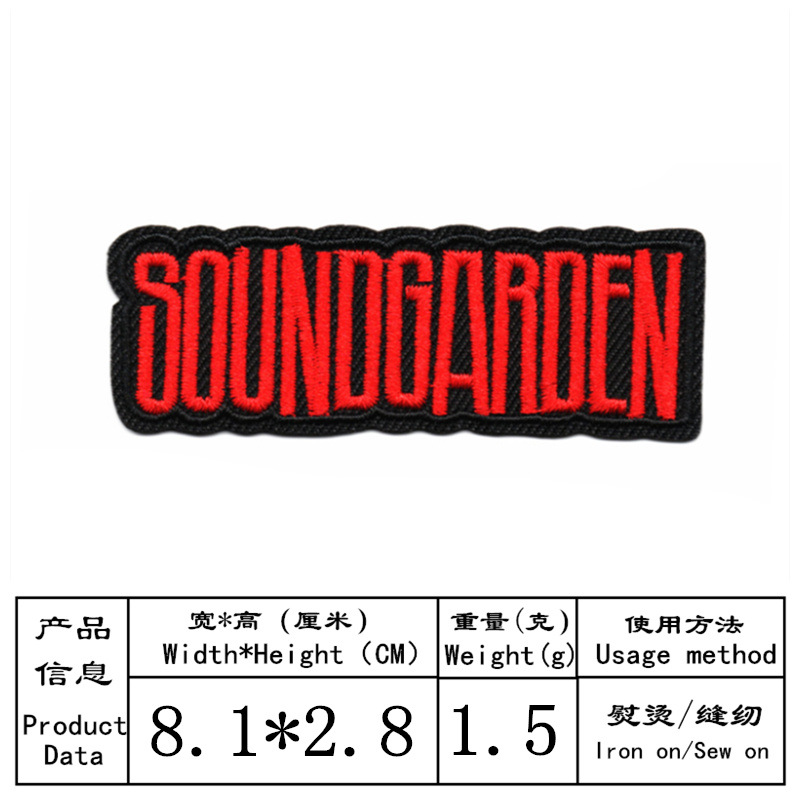 SOUNDGARDEN
产品
信息
Product
Data
宽*高 (厘米)
Width*Height (CM)
8.1*2.8
重量(克)
Weight(g)
1.5
使用方法
Usage method
熨烫/缝纫
Iron on/Sew on